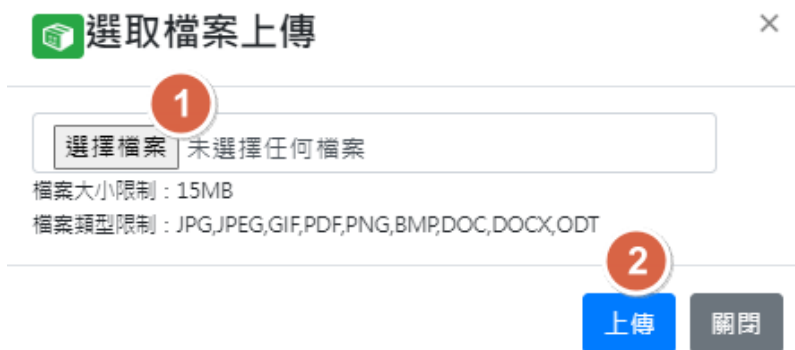 選取檔案上傳
×
1
選擇檔案 未選擇任何檔案
檔案大小限制：15MB
檔案類型限制：JPG,JPEG,GIF,PDF,PNG,BMP,DOC,DOCX,ODT
2
上傳 關閉